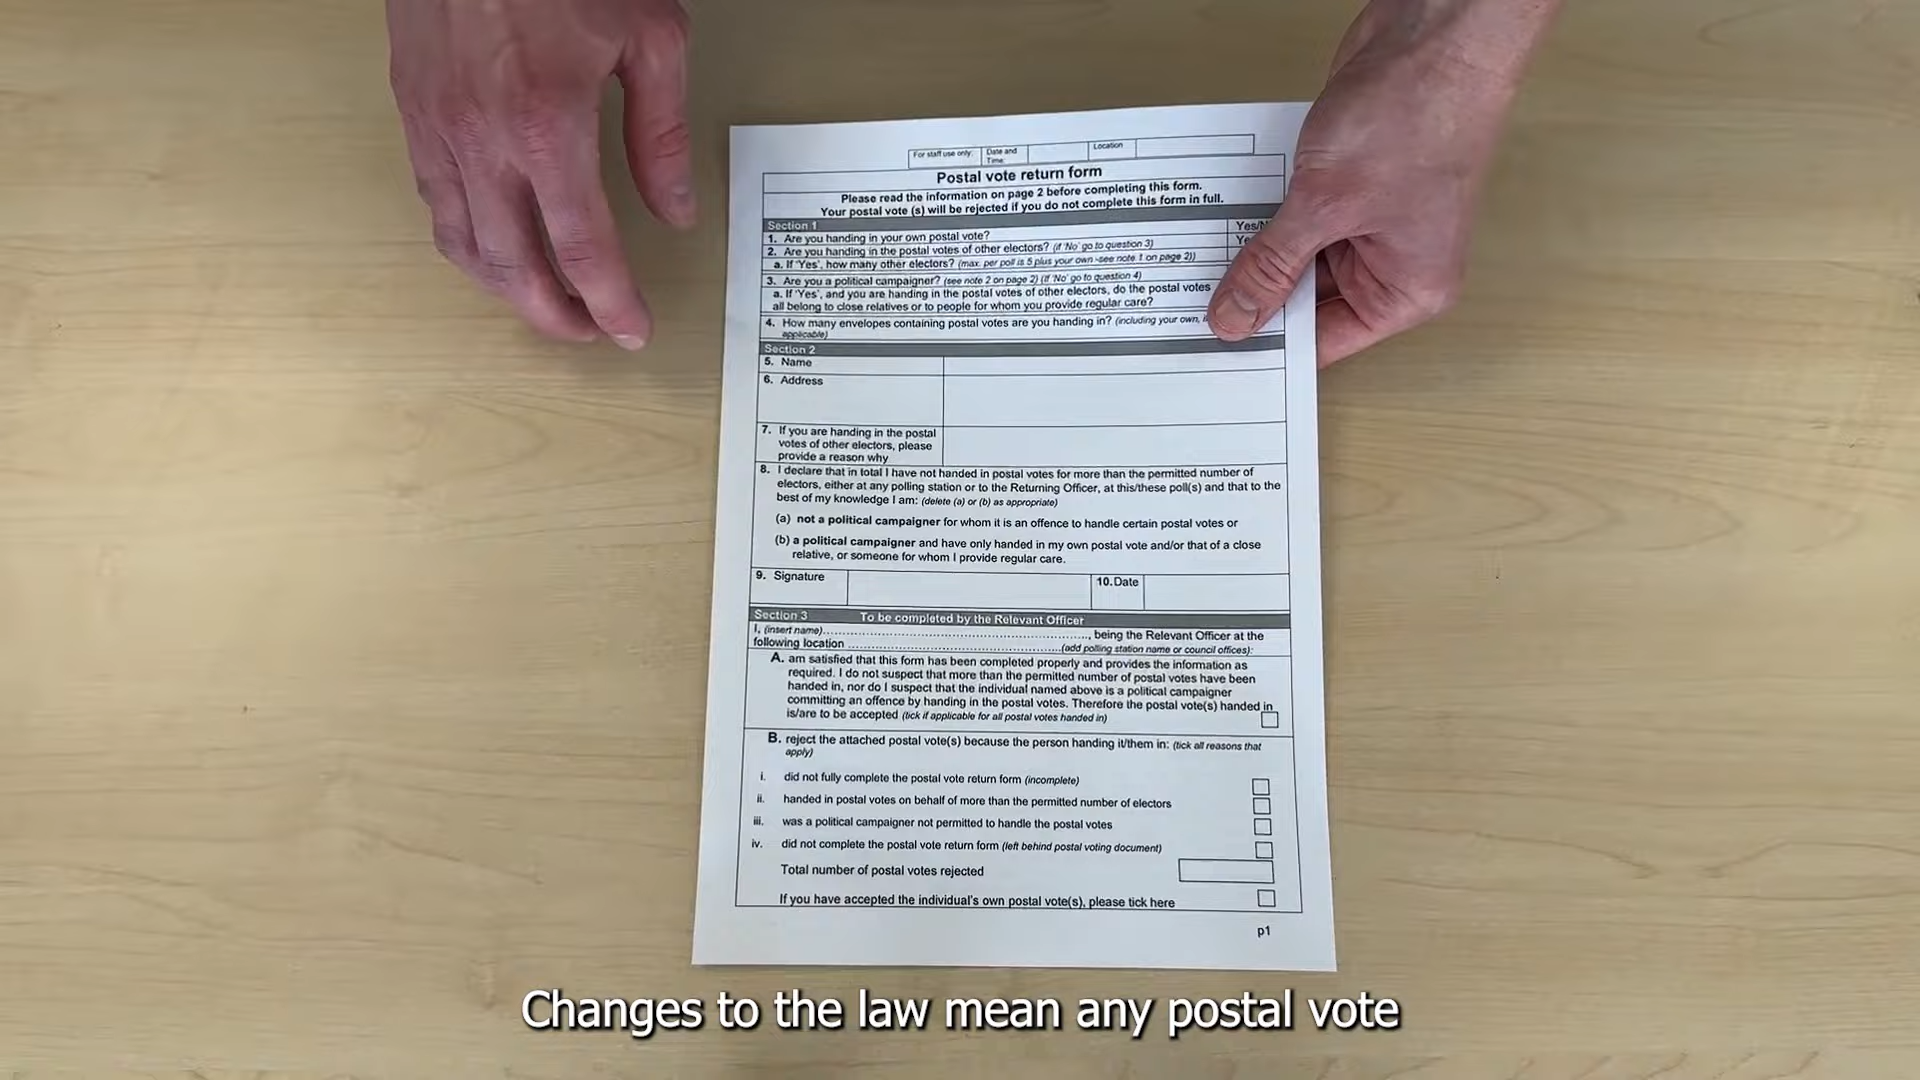 For staff use only:
Date and
Time:
Location
Postal vote return form
Please read the information on page 2 before completing this form.
Your postal vote (s) will be rejected if you do not complete this form in full.
Section 1
1. Are you handing in your own postal vote?
2. Are you handing in the postal votes of other electors? (if 'No' go to question 3)
a. If 'Yes', how many other electors? (max. per poll is 5 plus your own -see note 1 on page 2))
3. Are you a political campaigner? (see note 2 on page 2) (if 'No' go to question 4)
a. If 'Yes', and you are handing in the postal votes of other electors, do the postal votes
all belong to close relatives or to people for whom you provide regular care?
4. How many envelopes containing postal votes are you handing in? (including your own,
applicable)
Section 2
5. Name
6. Address
7. If you are handing in the postal
votes of other electors, please
provide a reason why
8. I declare that in total I have not handed in postal votes for more than the permitted number of
electors, either at any polling station or to the Returning Officer, at this/these poll(s) and that to the
best of my knowledge I am: (delete (a) or (b) as appropriate)
(a) not a political campaigner for whom it is an offence to handle certain postal votes or
(b) a political campaigner and have only handed in my own postal vote and/or that of a close
relative, or someone for whom I provide regular care.
9. Signature
10. Date
Section 3 To be completed by the Relevant Officer
I, (insert name)......................................................., being the Relevant Officer at the
following location .......................................................(add polling station name or council offices):
A. am satisfied that this form has been completed properly and provides the information as
required. I do not suspect that more than the permitted number of postal votes have been
handed in, nor do I suspect that the individual named above is a political campaigner
committing an offence by handing in the postal votes. Therefore the postal vote(s) handed in
is/are to be accepted (tick if applicable for all postal votes handed in)
B. reject the attached postal vote(s) because the person handing it/them in: (tick all reasons that
apply)
i. did not fully complete the postal vote return form (incomplete)
ii. handed in postal votes on behalf of more than the permitted number of electors
iii. was a political campaigner not permitted to handle the postal votes
iv. did not complete the postal vote return form (left behind postal voting document)
Total number of postal votes rejected
If you have accepted the individual's own postal vote(s), please tick here
p1
Changes to the law mean any postal vote